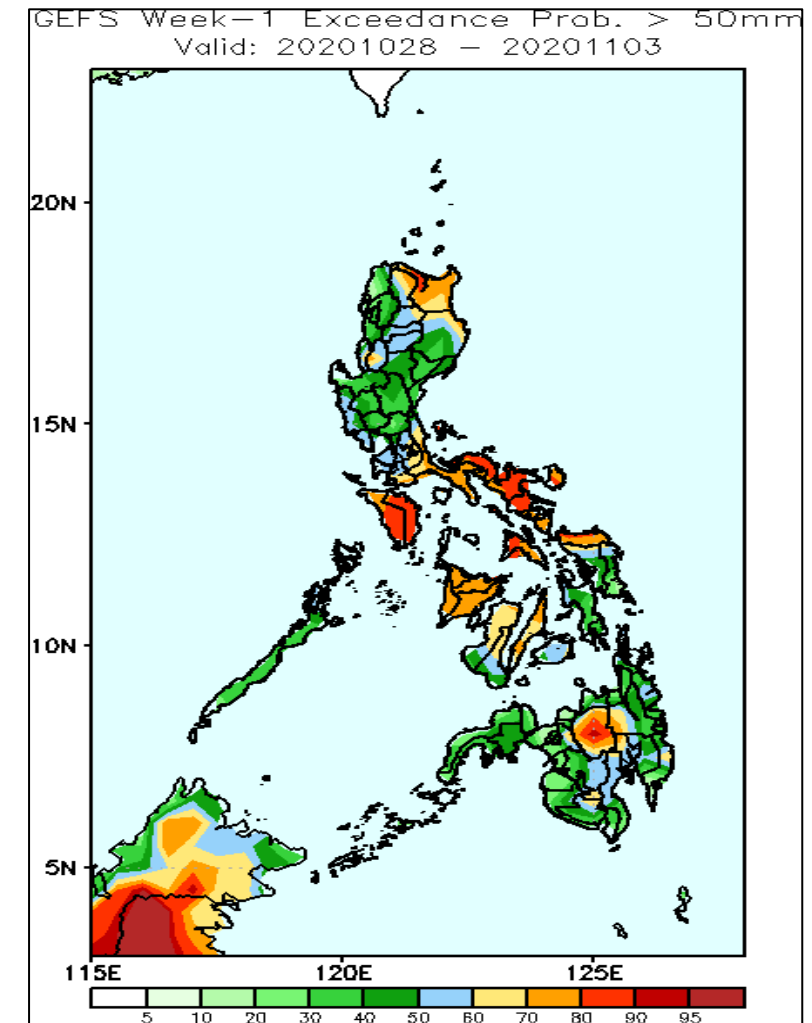 GEFS Week-1 Exceedance Prob. > 50mm
Valid: 20201028 - 20201103
20N
15N
10N
5N
115E 120E 125E
5 10 20 30 40 50 60 70 80 90 95